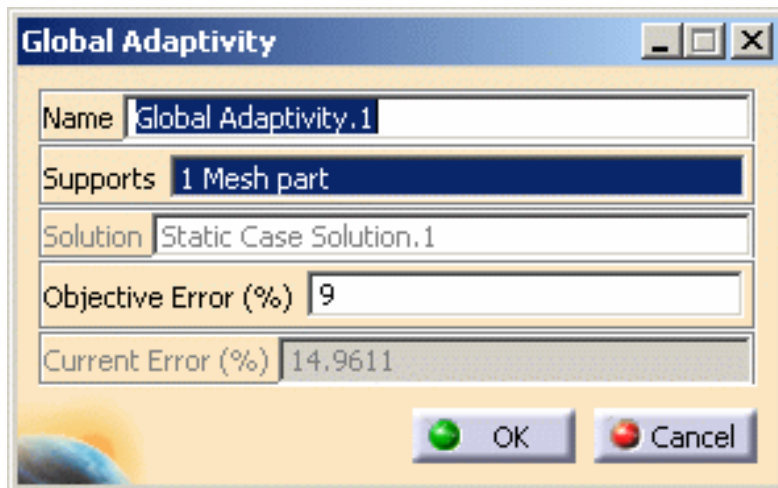 Global Adaptivity
Name Global Adaptivity.1
Supports 1 Mesh part
Solution Static Case Solution.1
Objective Error (%) 9
Current Error (%) 14.9611
OK Cancel